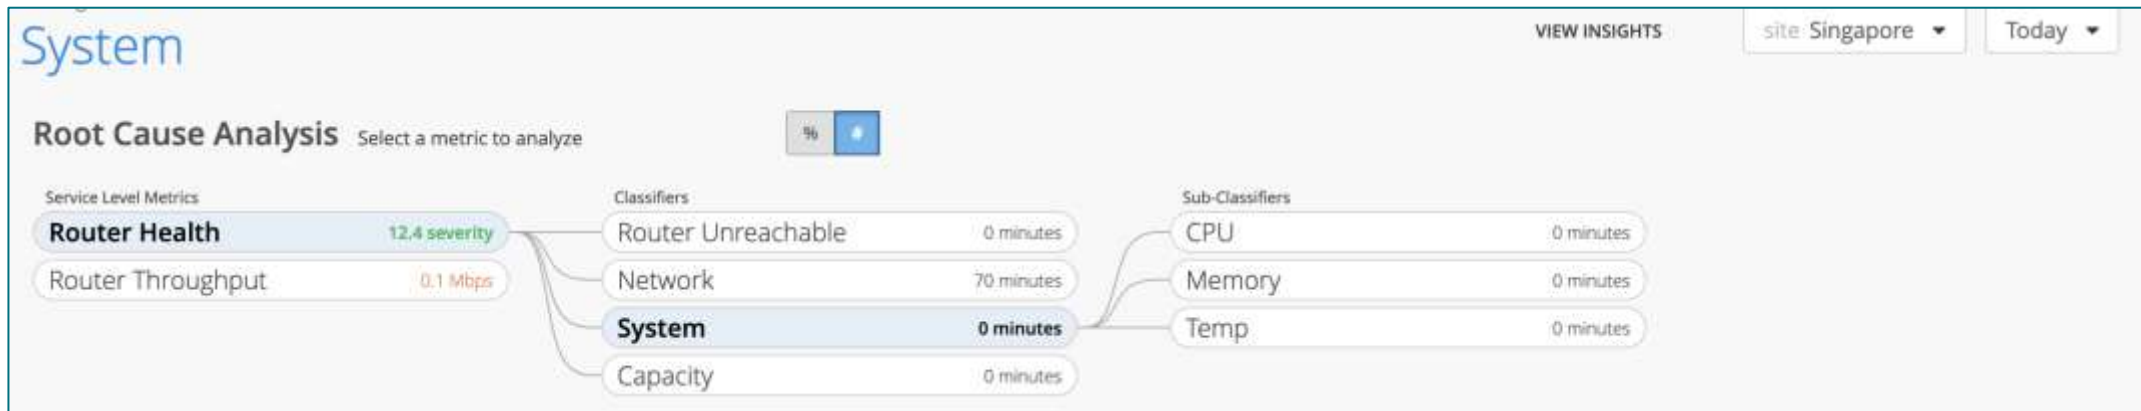 System
VIEW INSIGHTS
site Singapore
Today
Root Cause Analysis Select a metric to analyze
% #
Service Level Metrics
Classifiers
Sub-Classifiers
Router Health 12.4 severity
Router Unreachable 0 minutes
CPU 0 minutes
Router Throughput 0.1 Mbps
Network 70 minutes
Memory 0 minutes
System 0 minutes
Temp 0 minutes
Capacity 0 minutes